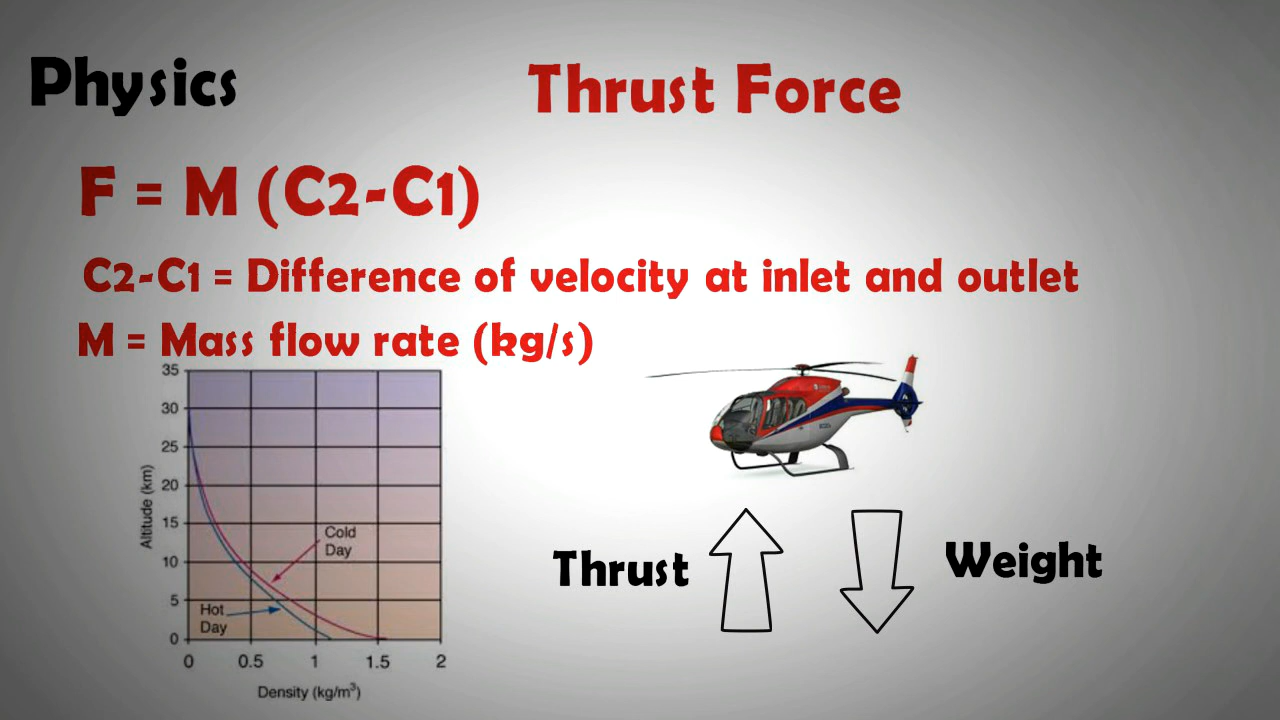 Physics
Thrust Force
F = M (C2-C1)
C2-C1 = Difference of velocity at inlet and outlet
M = Mass flow rate (kg/s)
35
30
25
20
15
10
5
0
Altitude (km)
Cold
Day
Hot
Day
0 0.5 1 1.5 2
Density (kg/m³)
Thrust
Weight